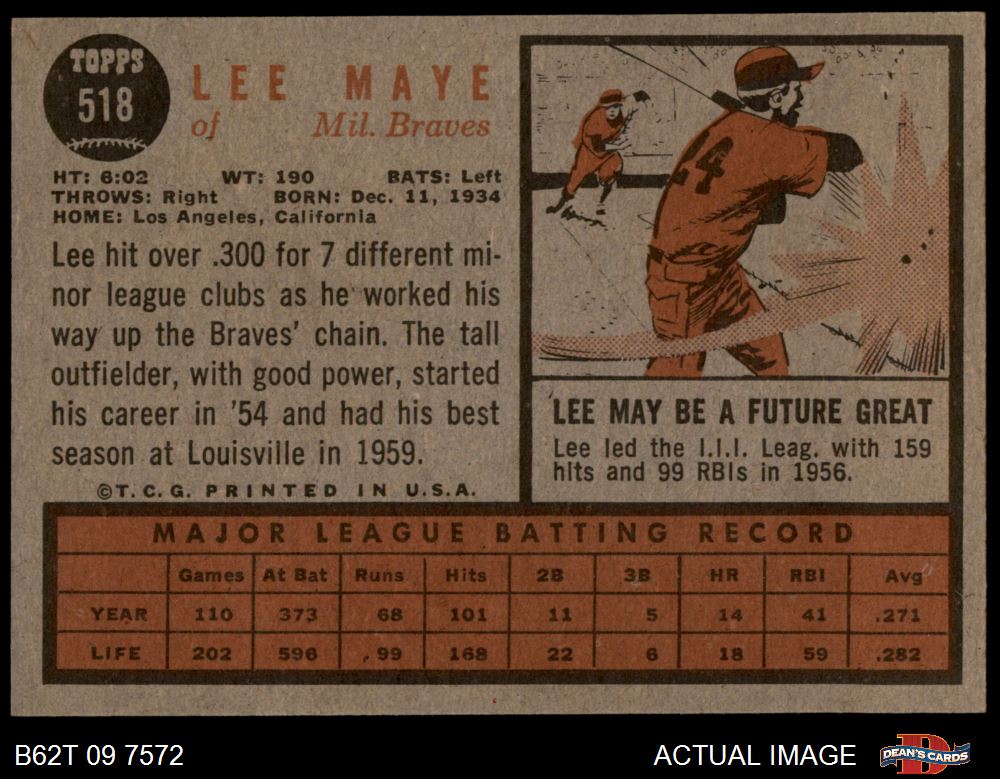 TOPPS
518
LEE MAYE
of Mil. Braves
HT: 6:02 WT: 190 BATS: Left
THROWS: Right BORN: Dec. 11, 1934
HOME: Los Angeles, California
Lee hit over .300 for 7 different mi-
nor league clubs as he worked his
way up the Braves' chain. The tall
outfielder, with good power, started
his career in '54 and had his best
season at Louisville in 1959.
©T.C.G. PRINTED IN U.S.A.
24
LEE MAY BE A FUTURE GREAT
Lee led the I.I.I. Leag. with 159
hits and 99 RBIs in 1956.
MAJOR LEAGUE BATTING RECORD
Games At Bat Runs Hits 2B 3B HR RBI Avg
YEAR 110 373 68 101 11 5 14 41 .271
LIFE 202 596 99 168 22 6 18 59 .282
B62T 09 7572
ACTUAL IMAGE
DEAN'S CARDS